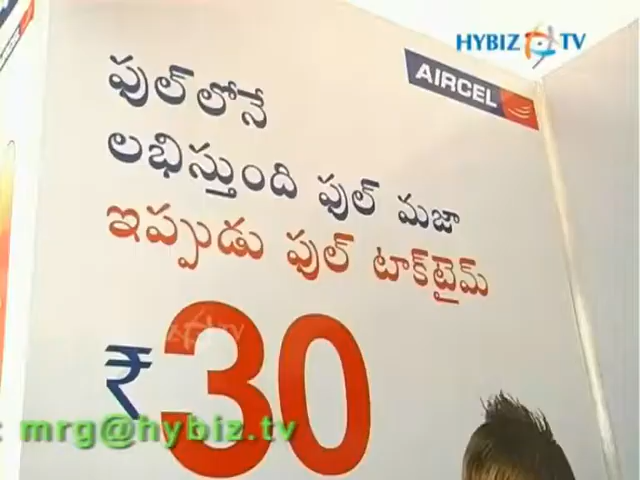 HYBIZ TV
AIRCEL
ఫుల్‌లోనే
లభిస్తుంది ఫుల్ మజా
ఇప్పుడు ఫుల్ టాక్‌టైమ్
₹30
: mrg@hybiz.tv